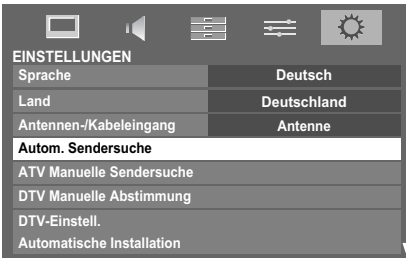 EINSTELLUNGEN
Sprache Deutsch
Land Deutschland
Antennen-/Kabeleingang Antenne
Autom. Sendersuche
ATV Manuelle Sendersuche
DTV Manuelle Abstimmung
DTV-Einstell.
Automatische Installation